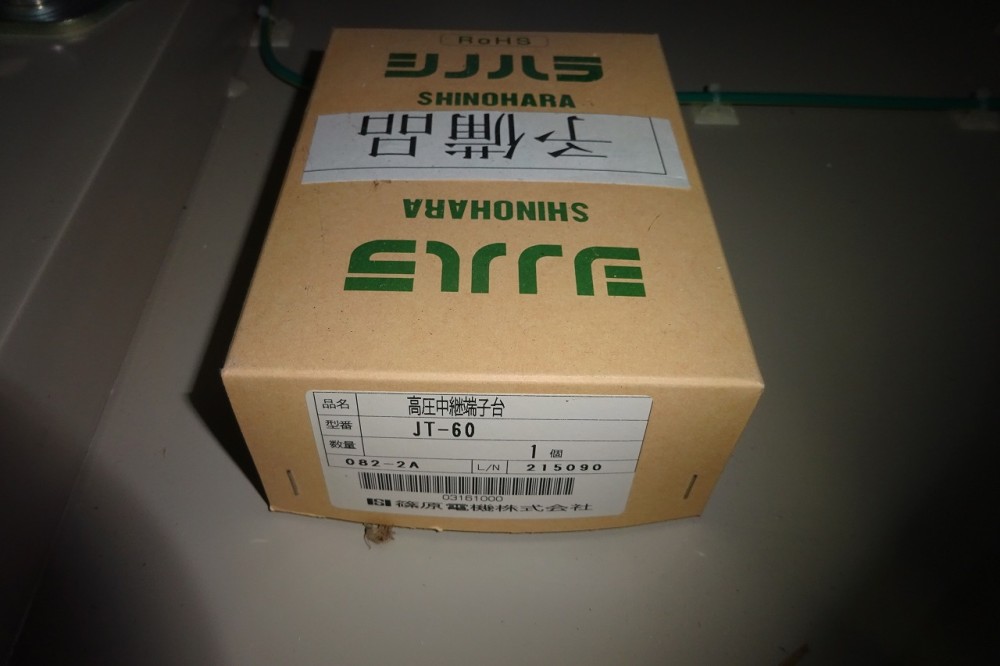 RoHS
シノハラ
SHINOHARA
予備品
SHINOHARA
シノハラ
品名 高圧中継端子台
型番 JT-60
数量 1 個
082-2A L/N 215090
03161000
篠原電機株式会社